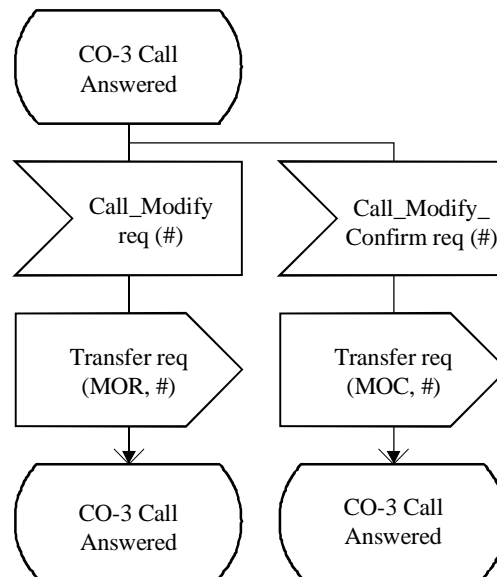 CO-3 Call
Answered
Call_Modify
req (#)
Call_Modify_
Confirm req (#)
Transfer req
(MOR, #)
Transfer req
(MOC, #)
CO-3 Call
Answered
CO-3 Call
Answered